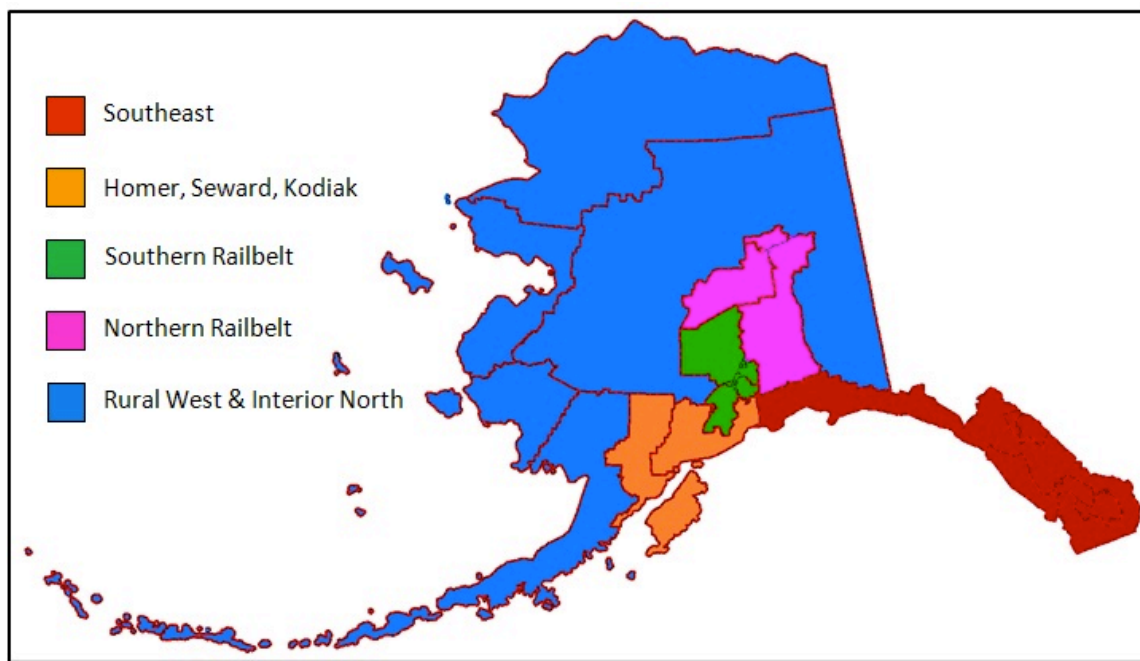 Southeast
Homer, Seward, Kodiak
Southern Railbelt
Northern Railbelt
Rural West & Interior North